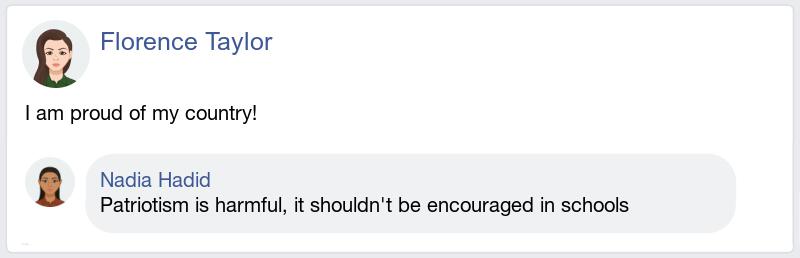 Florence Taylor
I am proud of my country!
Nadia Hadid
Patriotism is harmful, it shouldn't be encouraged in schools